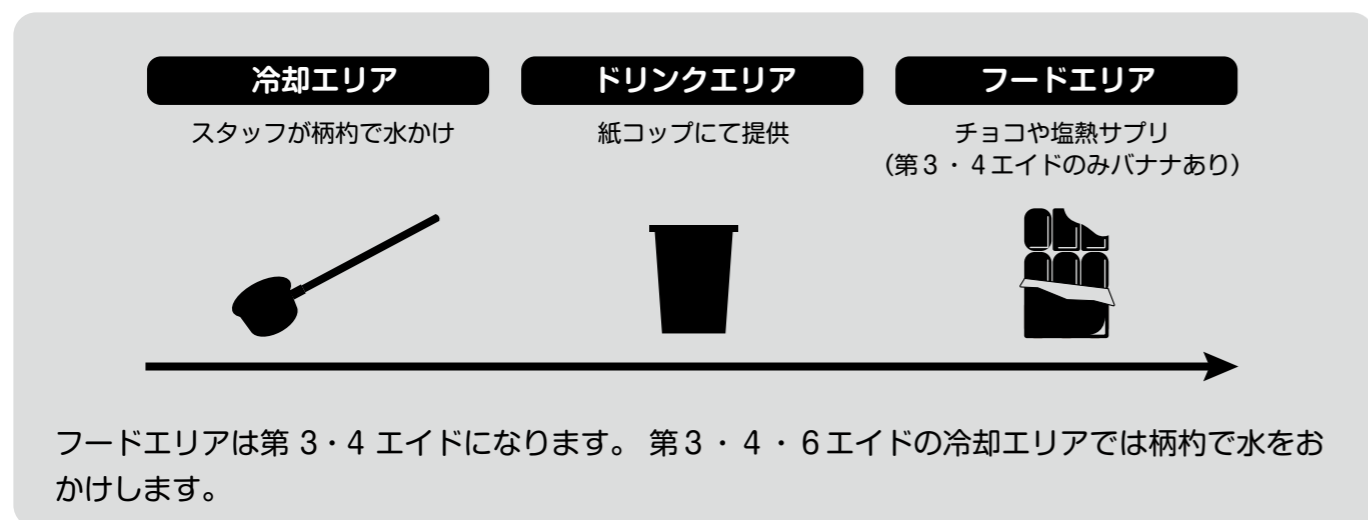 冷却エリア
ドリンクエリア
フードエリア
スタッフが柄杓で水かけ
紙コップにて提供
チョコや塩熱サプリ
（第3・4エイドのみバナナあり）
フードエリアは第 3・4 エイドになります。 第3・4・6エイドの冷却エリアでは柄杓で水をお
かけします。